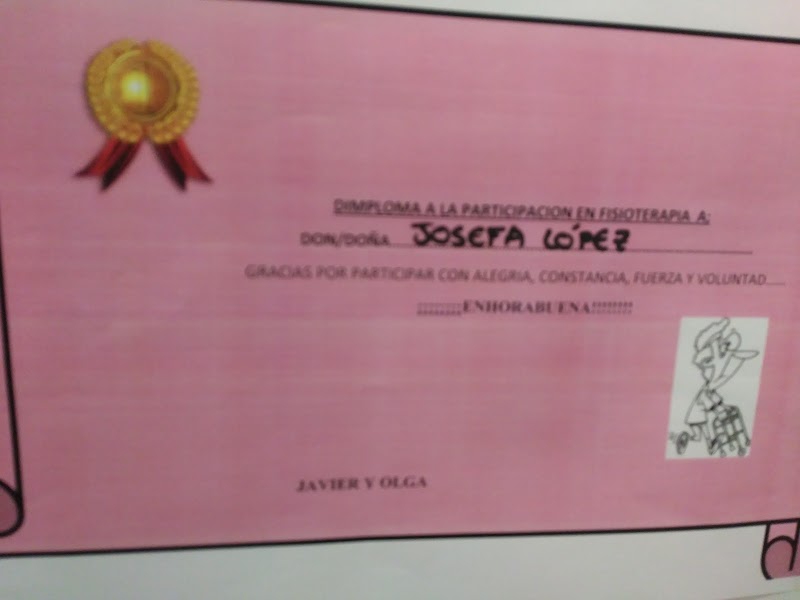 DIMPLOMA A LA PARTICIPACION EN FISIOTERAPIA A:
DON/DOÑA....JOSEFA LÓPEZ....................
GRACIAS POR PARTICIPAR CON ALEGRIA, CONSTANCIA, FUERZA Y VOLUNTAD.....
¡¡¡¡¡¡¡¡ENHORABUENA!!!!!!!!
JAVIER Y OLGA